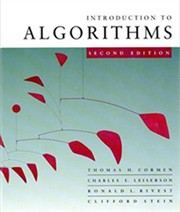 INTRODUCTION TO
ALGORITHMS
SECOND EDITION
THOMAS H. CORMEN
CHARLES E. LEISERSON
RONALD L. RIVEST
CLIFFORD STEIN